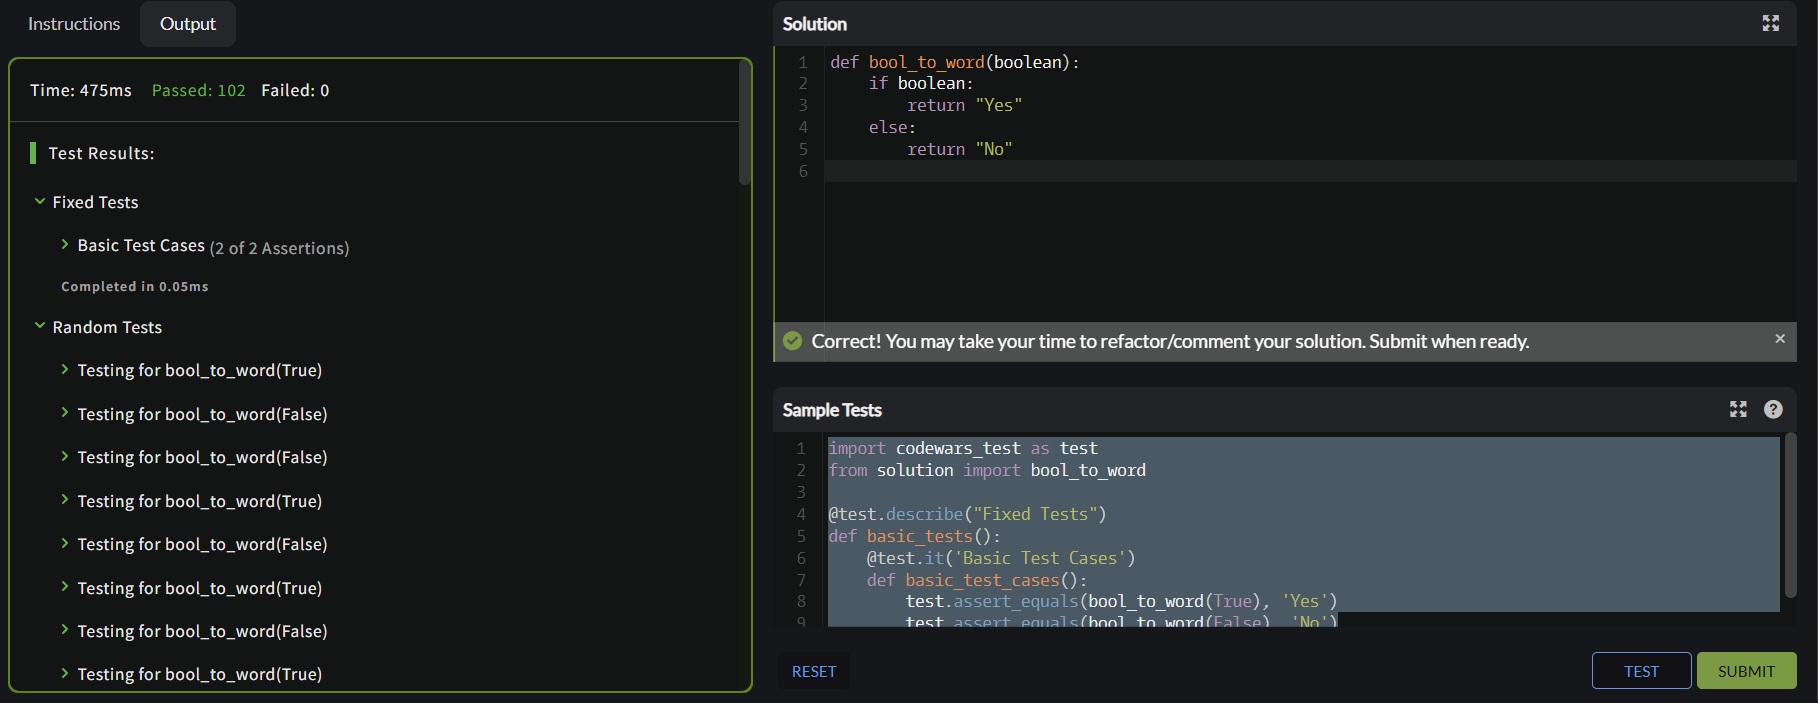 Instructions Output
Time: 475ms Passed: 102 Failed: 0
Test Results:
Fixed Tests
Basic Test Cases (2 of 2 Assertions)
Completed in 0.05ms
Random Tests
Testing for bool_to_word(True)
Testing for bool_to_word(False)
Testing for bool_to_word(False)
Testing for bool_to_word(True)
Testing for bool_to_word(False)
Testing for bool_to_word(True)
Testing for bool_to_word(False)
Testing for bool_to_word(True)
Solution
1 def bool_to_word(boolean):
2     if boolean:
3         return "Yes"
4     else:
5         return "No"
6
Correct! You may take your time to refactor/comment your solution. Submit when ready. ×
Sample Tests ?
1 import codewars_test as test
2 from solution import bool_to_word
3
4 @test.describe("Fixed Tests")
5 def basic_tests():
6     @test.it('Basic Test Cases')
7     def basic_test_cases():
8         test.assert_equals(bool_to_word(True), 'Yes')
9         test.assert_equals(bool_to_word(False), 'No')
RESET TEST SUBMIT